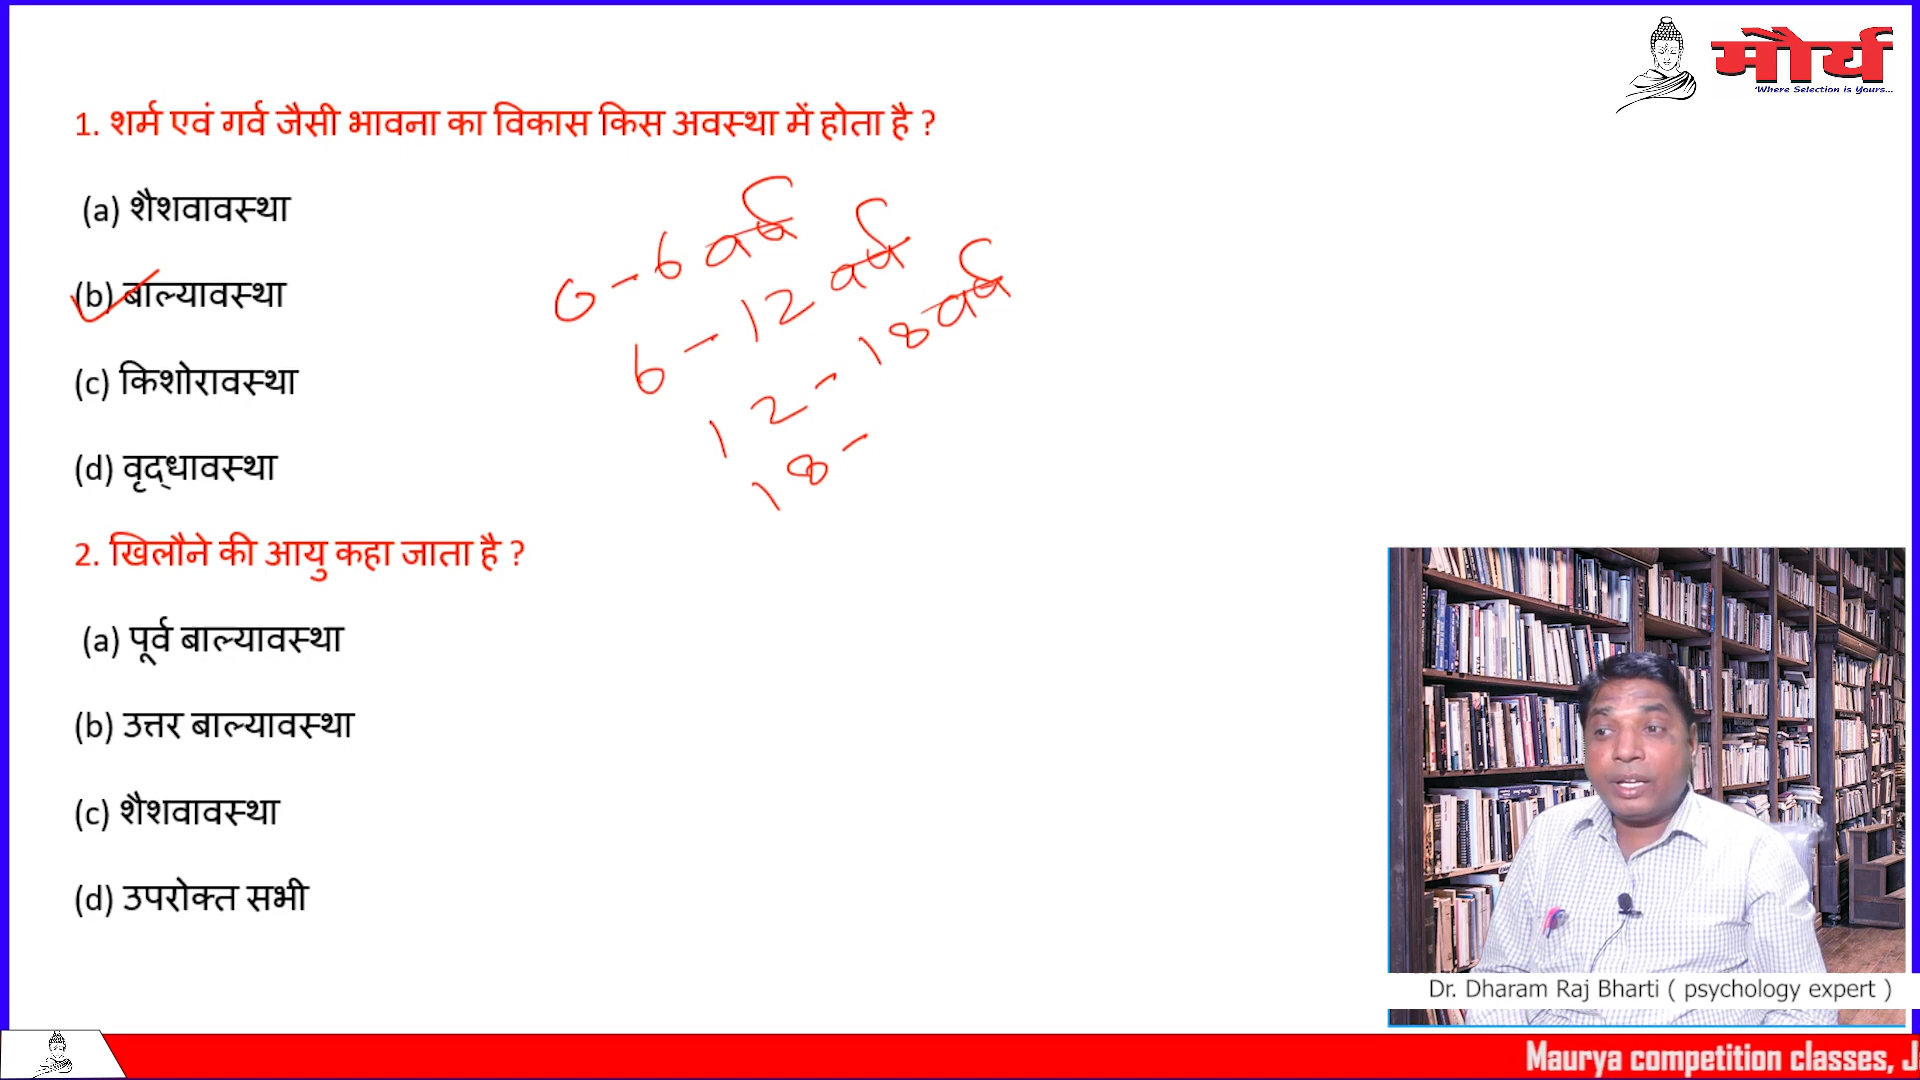 मौर्य
"Where Selection is Yours...
1. शर्म एवं गर्व जैसी भावना का विकास किस अवस्था में होता है ?
(a) शैशवावस्था
(b) बाल्यावस्था
(c) किशोरावस्था
(d) वृद्धावस्था
0 - 6 वर्ष
6 - 12 वर्ष
12 - 18 वर्ष
18 -
2. खिलौने की आयु कहा जाता है ?
(a) पूर्व बाल्यावस्था
(b) उत्तर बाल्यावस्था
(c) शैशवावस्था
(d) उपरोक्त सभी
Dr. Dharam Raj Bharti ( psychology expert )
Maurya competition classes, J